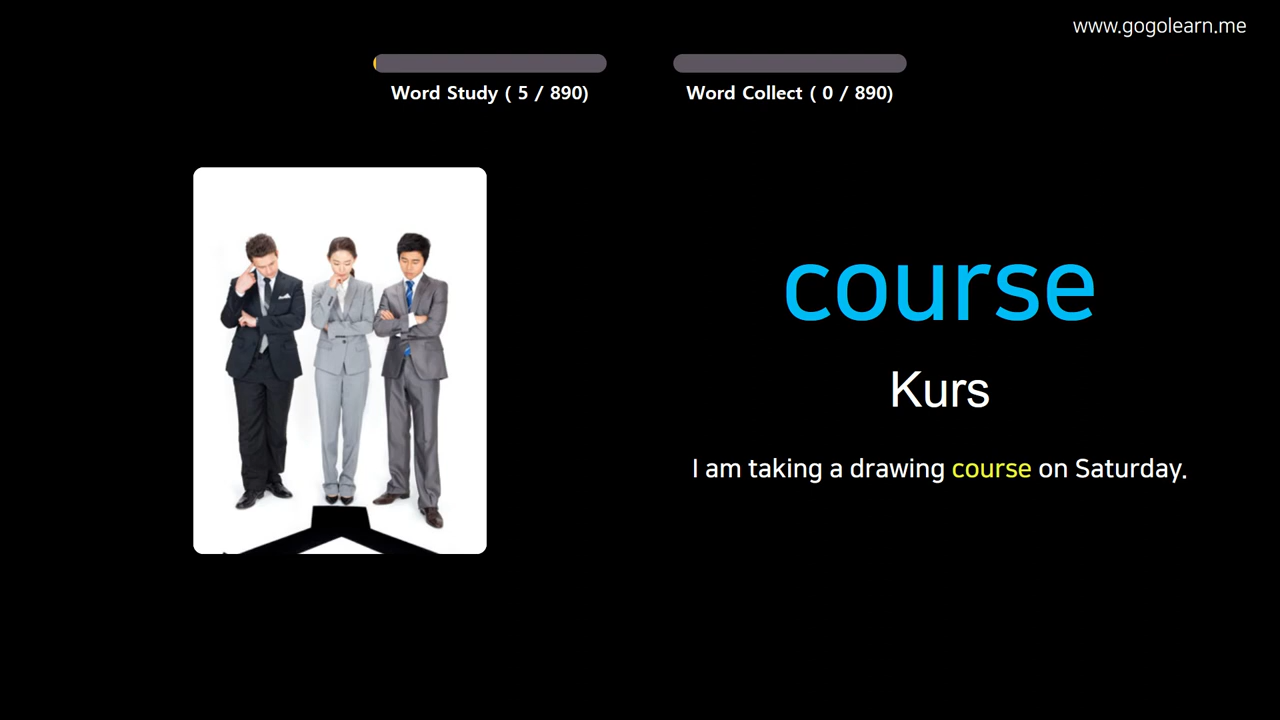 www.gogolearn.me
Word Study ( 5 / 890)
Word Collect ( 0 / 890)
course
Kurs
I am taking a drawing course on Saturday.